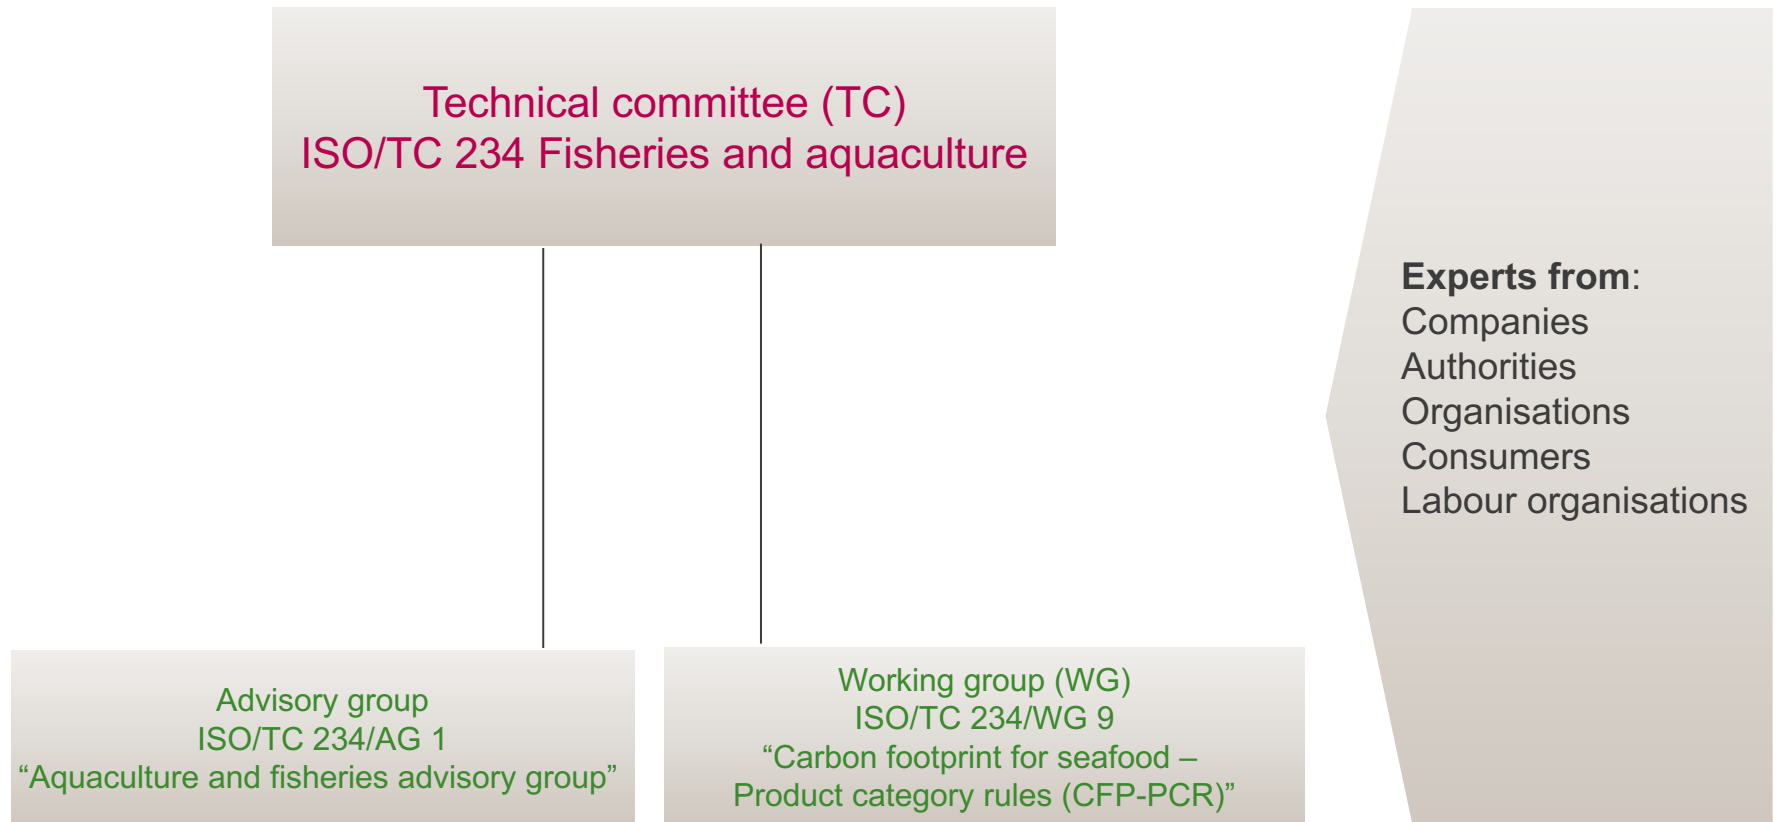 Technical committee (TC)
ISO/TC 234 Fisheries and aquaculture
Experts from:
Companies
Authorities
Organisations
Consumers
Labour organisations
Advisory group
ISO/TC 234/AG 1
“Aquaculture and fisheries advisory group”
Working group (WG)
ISO/TC 234/WG 9
“Carbon footprint for seafood –
Product category rules (CFP-PCR)”